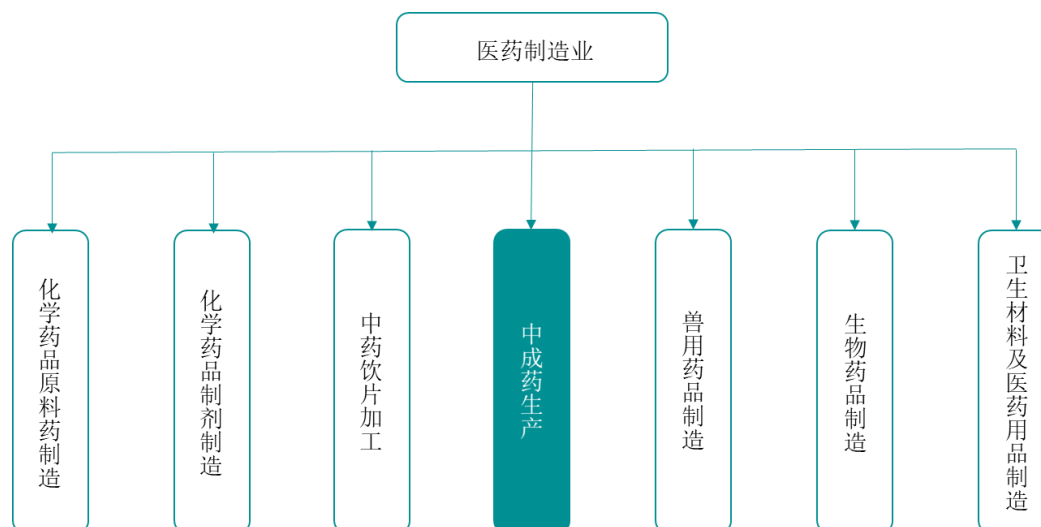 医药制造业
化学药品原料药制造
化学药品制剂制造
中药饮片加工
中成药生产
兽用药品制造
生物药品制造
卫生材料及医药用品制造